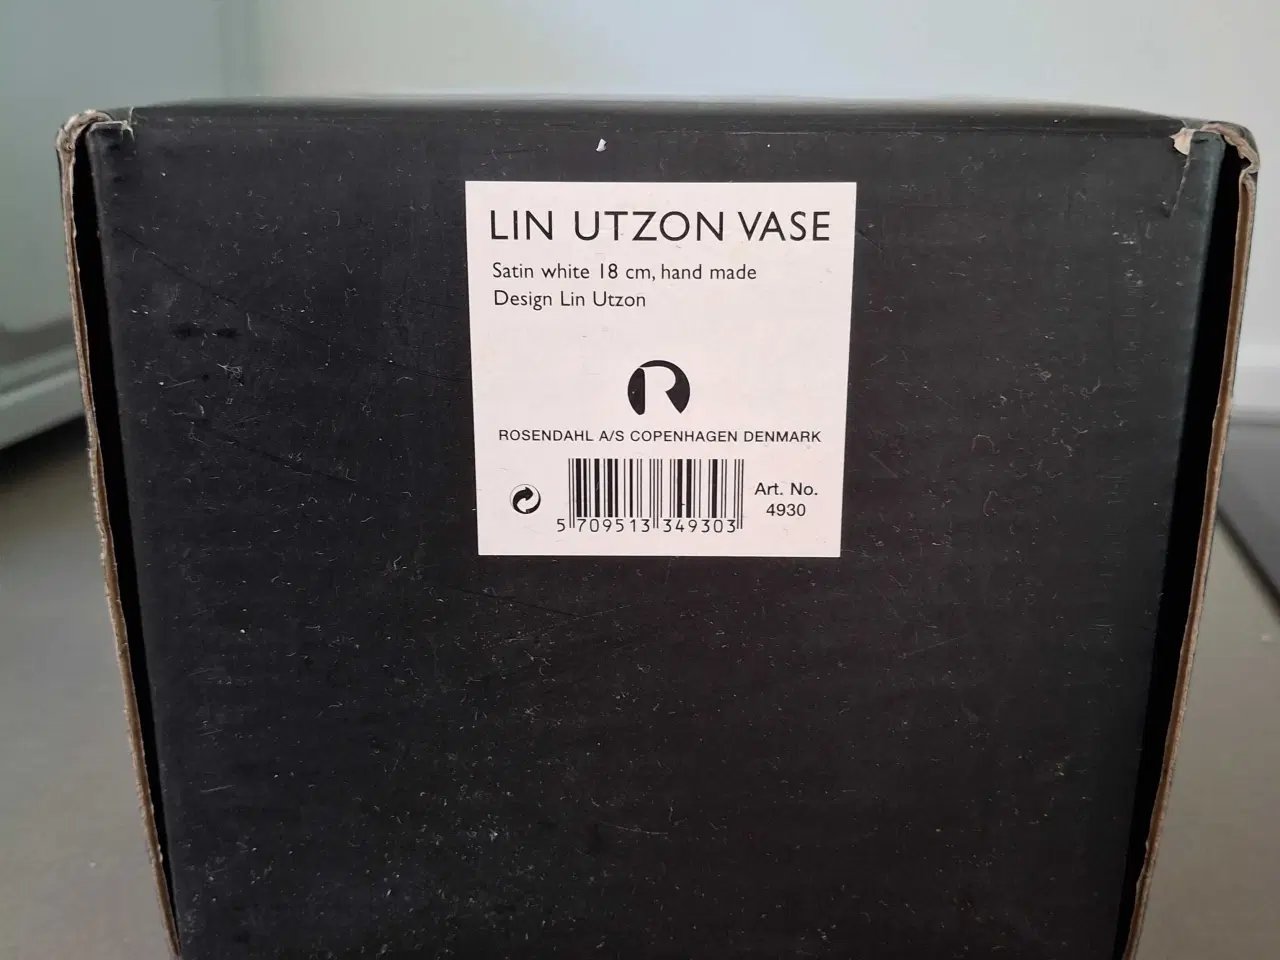 LIN UTZON VASE
Satin white 18 cm, hand made
Design Lin Utzon
R
ROSENDAHL A/S COPENHAGEN DENMARK
Art. No.
4930
5 709513 349303